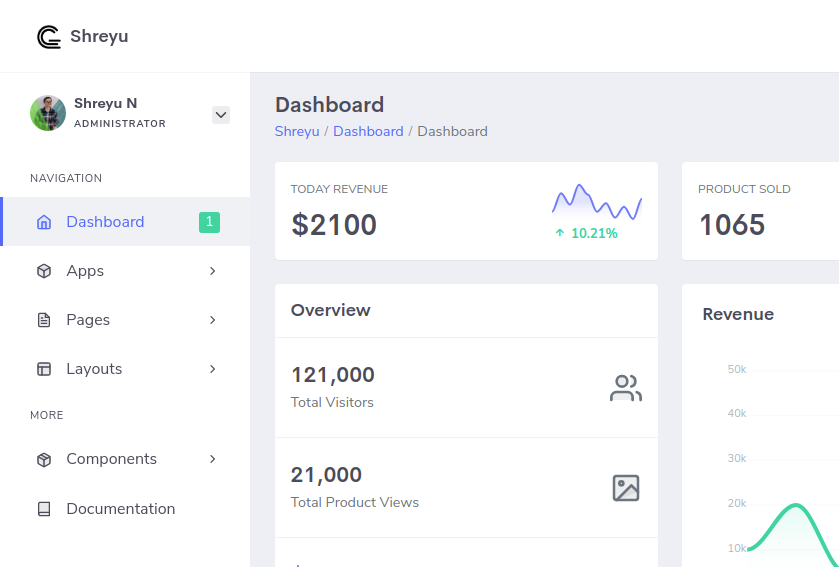 Shreyu
Shreyu N
ADMINISTRATOR
NAVIGATION
Dashboard 1
Apps
Pages
Layouts
MORE
Components
Documentation
Dashboard
Shreyu / Dashboard / Dashboard
TODAY REVENUE
$2100
10.21%
PRODUCT SOLD
1065
Overview
121,000
Total Visitors
21,000
Total Product Views
Revenue
50k
40k
30k
20k
10k